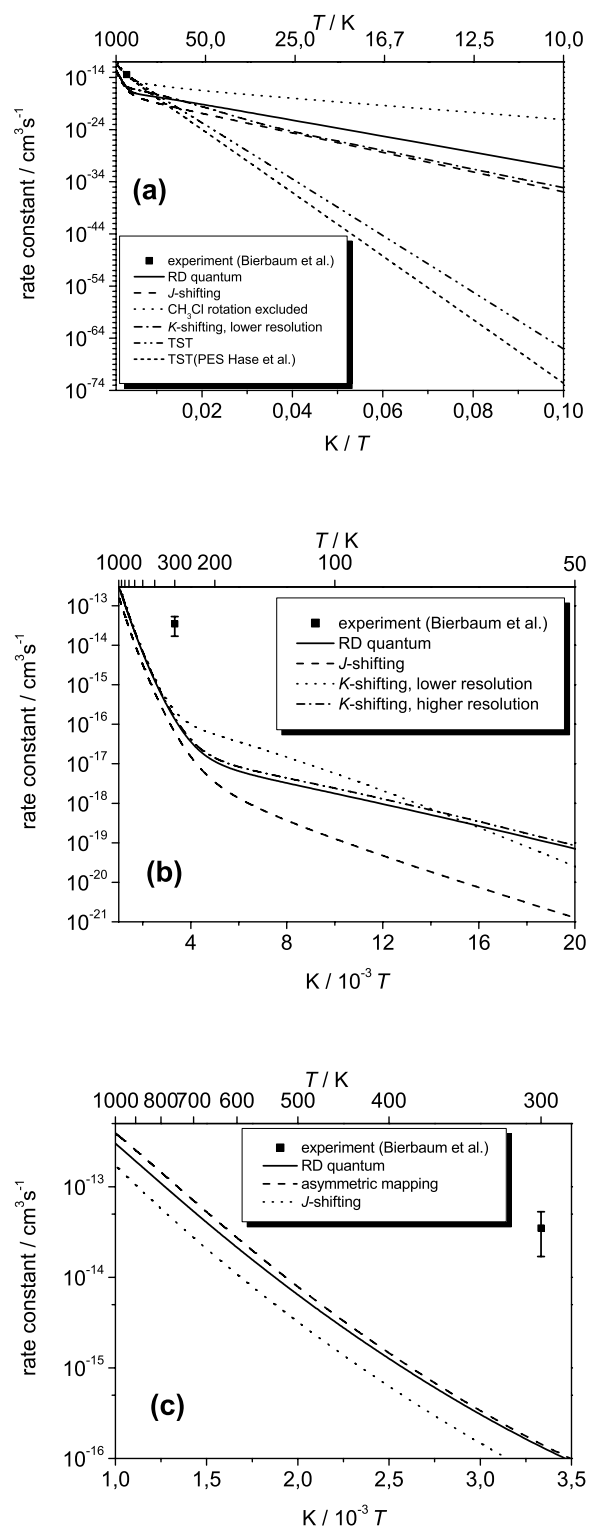 T / K
1000 50,0 25,0 16,7 12,5 10,0
10-14
10-24
10-34
10-44
10-54
10-64
10-74
rate constant / cm3s-1
(a)
experiment (Bierbaum et al.)
RD quantum
J-shifting
CH3Cl rotation excluded
K-shifting, lower resolution
TST
TST(PES Hase et al.)
0,02 0,04 0,06 0,08 0,10
K / T
T / K
1000 300 200 100 50
10-13
10-14
10-15
10-16
10-17
10-18
10-19
10-20
10-21
rate constant / cm3s-1
experiment (Bierbaum et al.)
RD quantum
J-shifting
K-shifting, lower resolution
K-shifting, higher resolution
(b)
4 8 12 16 20
K / 10-3 T
T / K
1000 800 700 600 500 400 300
10-13
10-14
10-15
10-16
rate constant / cm3s-1
experiment (Bierbaum et al.)
RD quantum
asymmetric mapping
J-shifting
(c)
1,0 1,5 2,0 2,5 3,0 3,5
K / 10-3 T